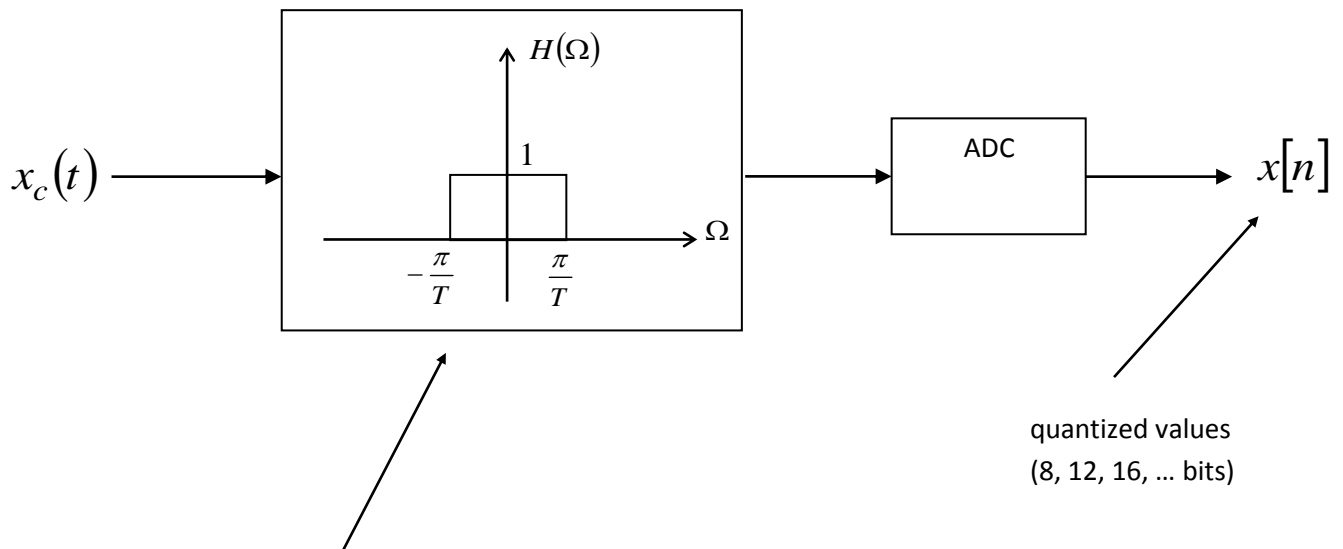 H(Ω)
x_c(t)
1
ADC
x[n]
Ω
-π/T
π/T
quantized values
(8, 12, 16, ... bits)